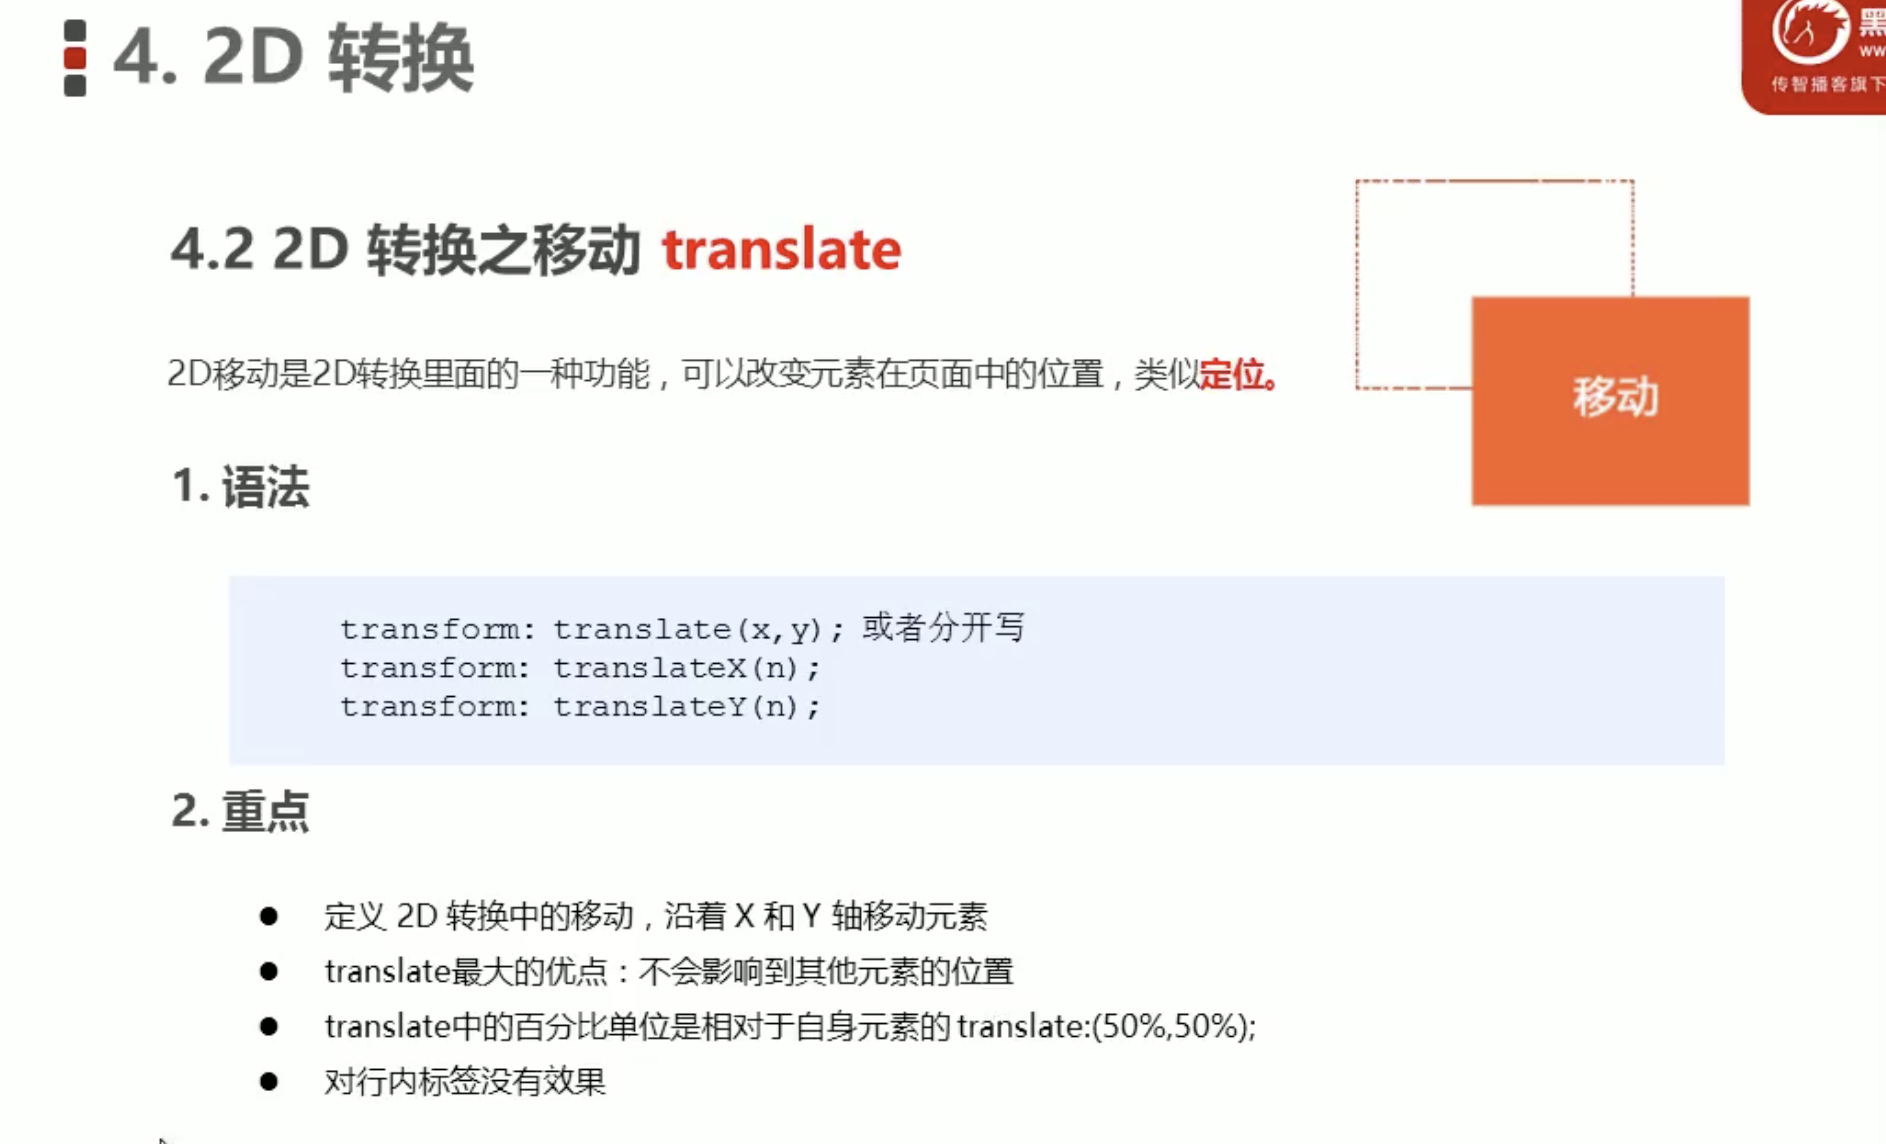 4. 2D 转换
黑
ww
传智播客旗下
4.2 2D 转换之移动 translate
2D移动是2D转换里面的一种功能，可以改变元素在页面中的位置，类似定位。
移动
1. 语法
transform: translate(x,y); 或者分开写
transform: translateX(n);
transform: translateY(n);
2. 重点
● 定义 2D 转换中的移动，沿着 X 和 Y 轴移动元素
● translate最大的优点：不会影响到其他元素的位置
● translate中的百分比单位是相对于自身元素的 translate:(50%,50%);
● 对行内标签没有效果